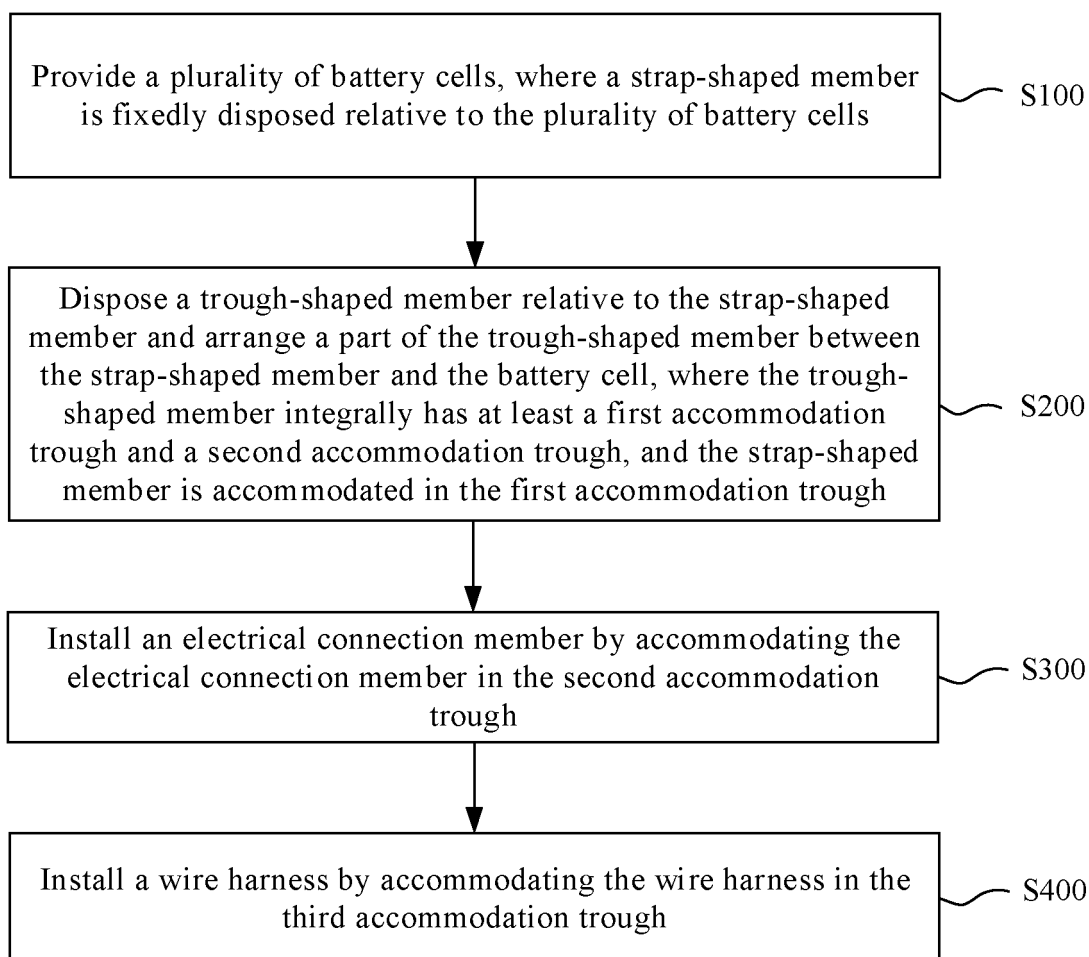 Provide a plurality of battery cells, where a strap-shaped member
is fixedly disposed relative to the plurality of battery cells
S100
Dispose a trough-shaped member relative to the strap-shaped
member and arrange a part of the trough-shaped member between
the strap-shaped member and the battery cell, where the trough-
shaped member integrally has at least a first accommodation
trough and a second accommodation trough, and the strap-shaped
member is accommodated in the first accommodation trough
S200
Install an electrical connection member by accommodating the
electrical connection member in the second accommodation
trough
S300
Install a wire harness by accommodating the wire harness in the
third accommodation trough
S400